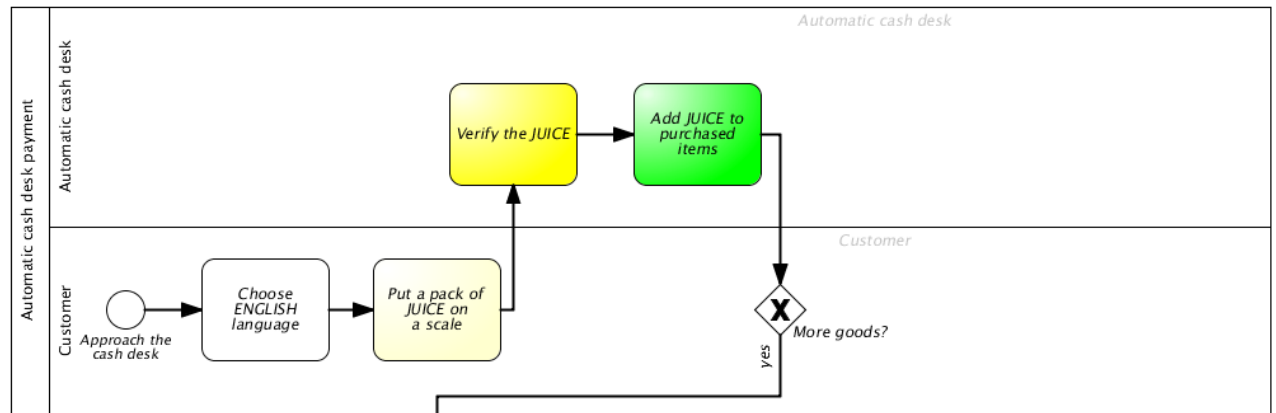 Automatic cash desk payment
Automatic cash desk
Automatic cash desk
Verify the JUICE
Add JUICE to
purchased
items
Customer
Customer
Approach the
cash desk
Choose
ENGLISH
language
Put a pack of
JUICE on
a scale
More goods?
yes